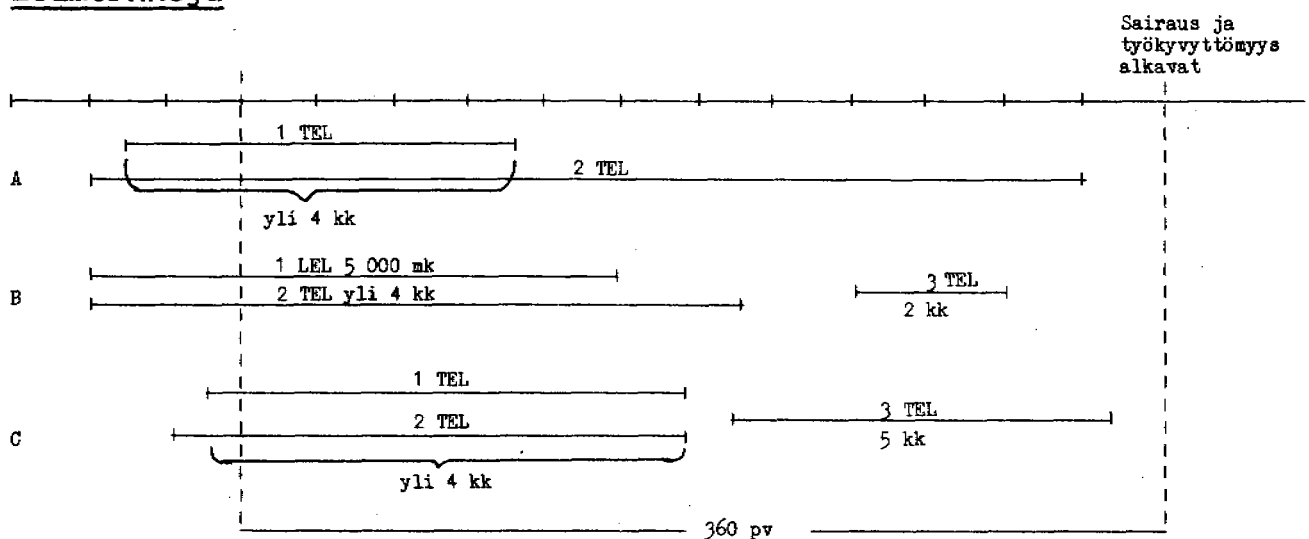 Sairaus ja
työkyvyttömyys
alkavat
1 TEL
A
2 TEL
yli 4 kk
1 LEL 5 000 mk
B
2 TEL yli 4 kk
3 TEL
2 kk
1 TEL
3 TEL
C
2 TEL
5 kk
yli 4 kk
360 pv